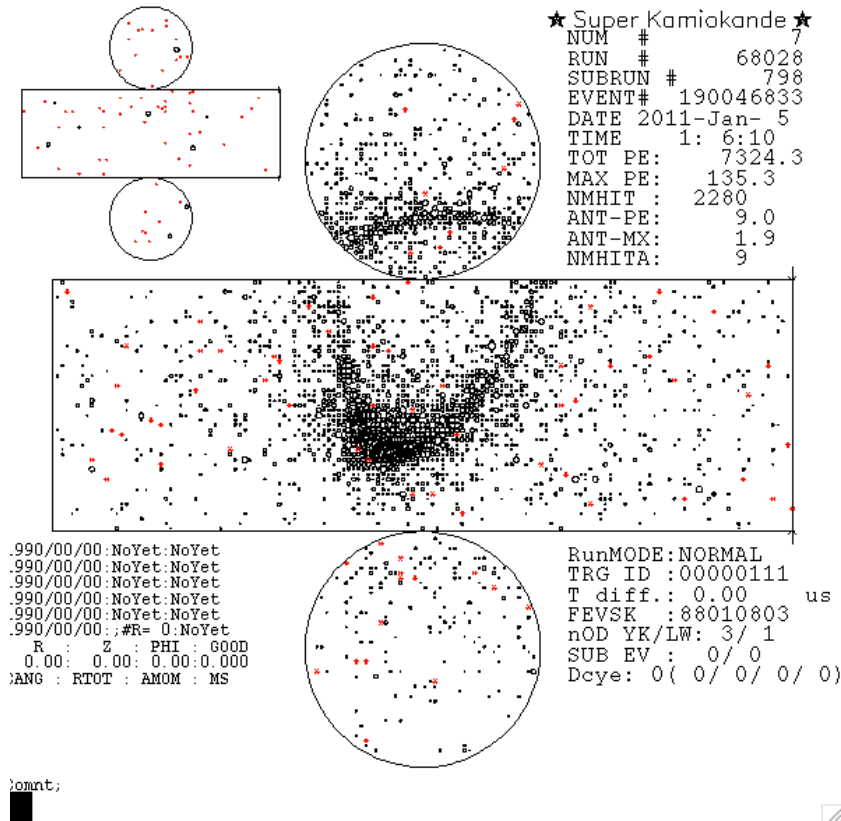 ★ Super Kamiokande ★
NUM # 7
RUN # 68028
SUBRUN # 798
EVENT# 190046833
DATE 2011-Jan- 5
TIME 1: 6:10
TOT PE: 7324.3
MAX PE: 135.3
NMHIT : 2280
ANT-PE: 9.0
ANT-MX: 1.9
NMHITA: 9
.990/00/00:NoYet:NoYet
.990/00/00:NoYet:NoYet
.990/00/00:NoYet:NoYet
.990/00/00:NoYet:NoYet
.990/00/00:NoYet:NoYet
.990/00/00:;#R= 0:NoYet
R : Z : PHI : GOOD
0.00: 0.00: 0.00:0.000
CANG : RTOT : AMOM : MS
RunMODE:NORMAL
TRG ID :00000111
T diff.: 0.00 us
FEVSK :88010803
nOD YK/LW: 3/ 1
SUB EV : 0/ 0
Dcye: 0( 0/ 0/ 0/ 0)
Comnt;